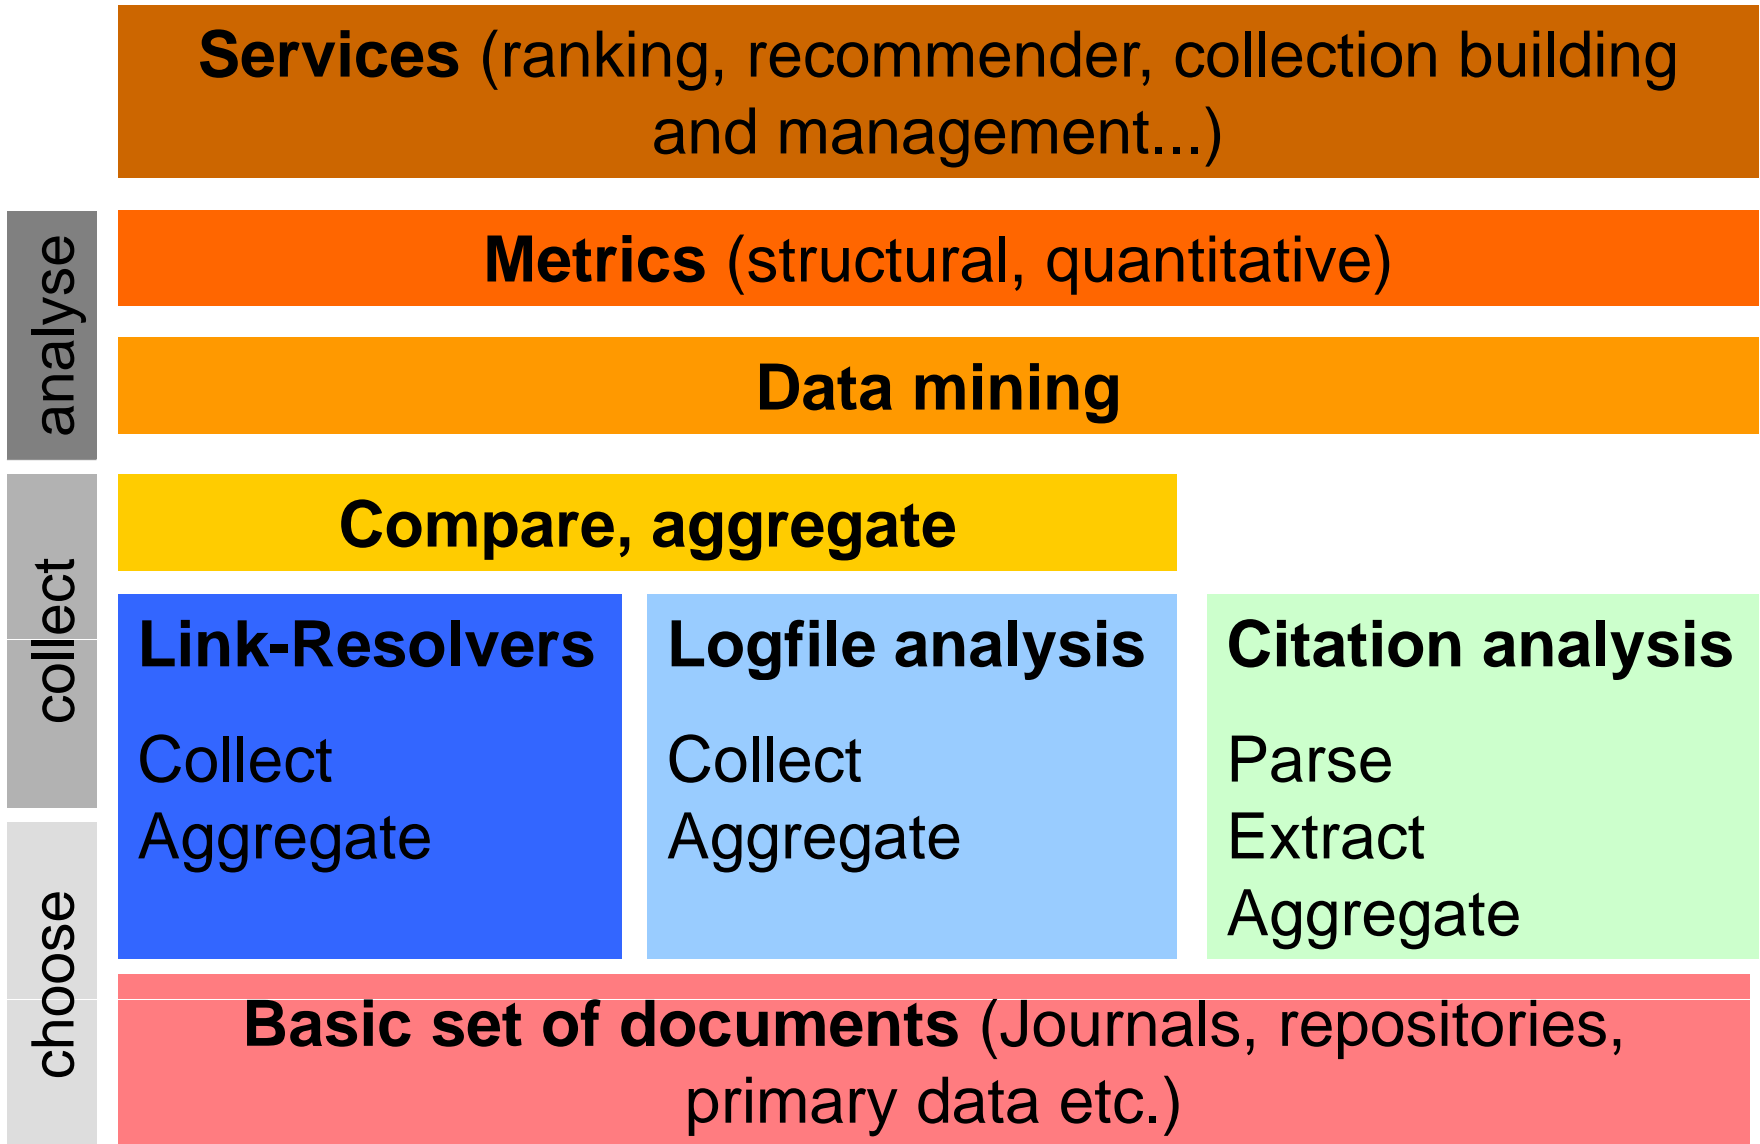 Services (ranking, recommender, collection building
and management...)
analyse
Metrics (structural, quantitative)
Data mining
collect
Compare, aggregate
Link-Resolvers
Collect
Aggregate
Logfile analysis
Collect
Aggregate
Citation analysis
Parse
Extract
Aggregate
choose
Basic set of documents (Journals, repositories,
primary data etc.)